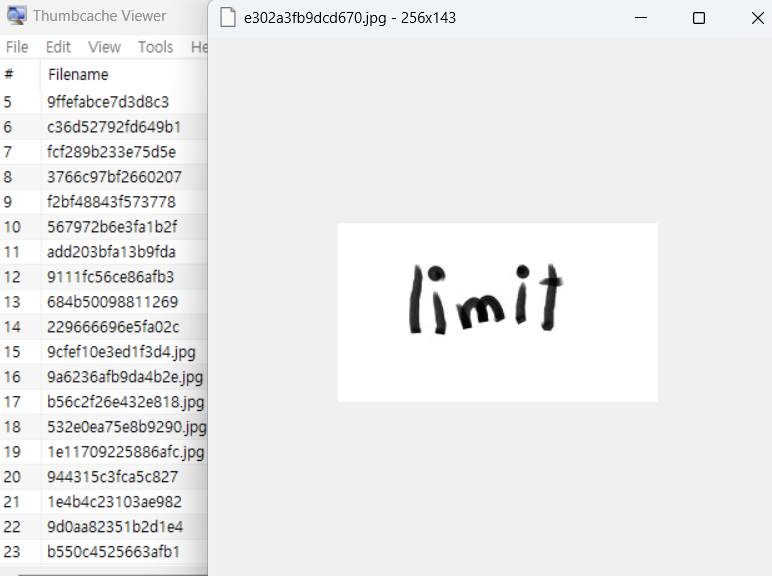 Thumbcache Viewer
e302a3fb9dcd670.jpg - 256x143
File Edit View Tools He
# Filename
5 9ffefabce7d3d8c3
6 c36d52792fd649b1
7 fcf289b233e75d5e
8 3766c97bf2660207
9 f2bf48843f573778
10 567972b6e3fa1b2f
11 add203bfa13b9fda
12 9111fc56ce86afb3
13 684b50098811269
14 229666696e5fa02c
15 9cfef10e3ed1f3d4.jpg
16 9a6236afb9da4b2e.jpg
17 b56c2f26e432e818.jpg
18 532e0ea75e8b9290.jpg
19 1e11709225886afc.jpg
20 944315c3fca5c827
21 1e4b4c23103ae982
22 9d0aa82351b2d1e4
23 b550c4525663afb1
limit